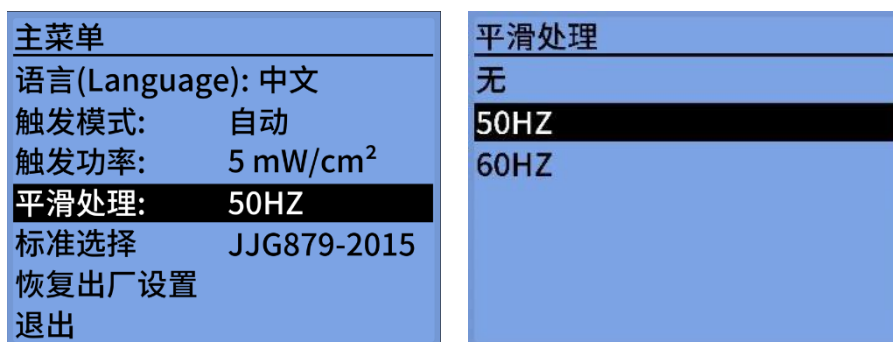 主菜单
语言(Language): 中文
触发模式: 自动
触发功率: 5 mW/cm²
平滑处理: 50HZ
标准选择 JJG879-2015
恢复出厂设置
退出
平滑处理
无
50HZ
60HZ